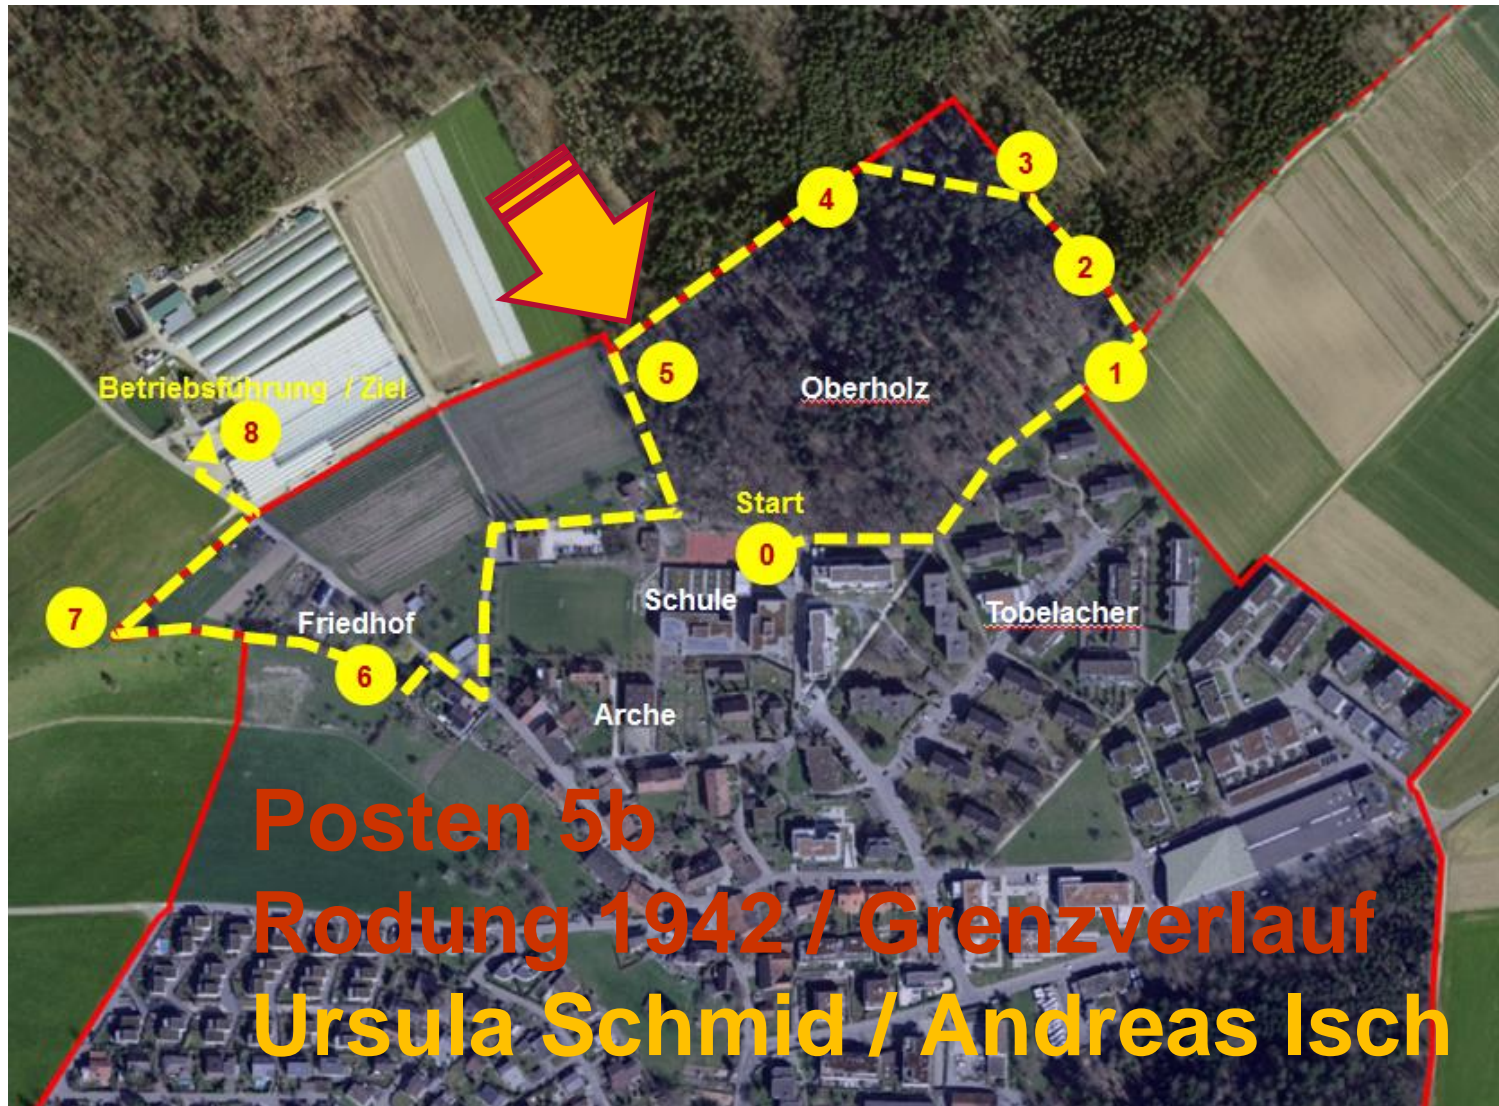 3
4
2
5
1
Oberholz
Betriebsführung / Ziel
8
Start
0
Schule
Tobelacher
7
Friedhof
6
Arche
Posten 5b
Rodung 1942 / Grenzverlauf
Ursula Schmid / Andreas Isch